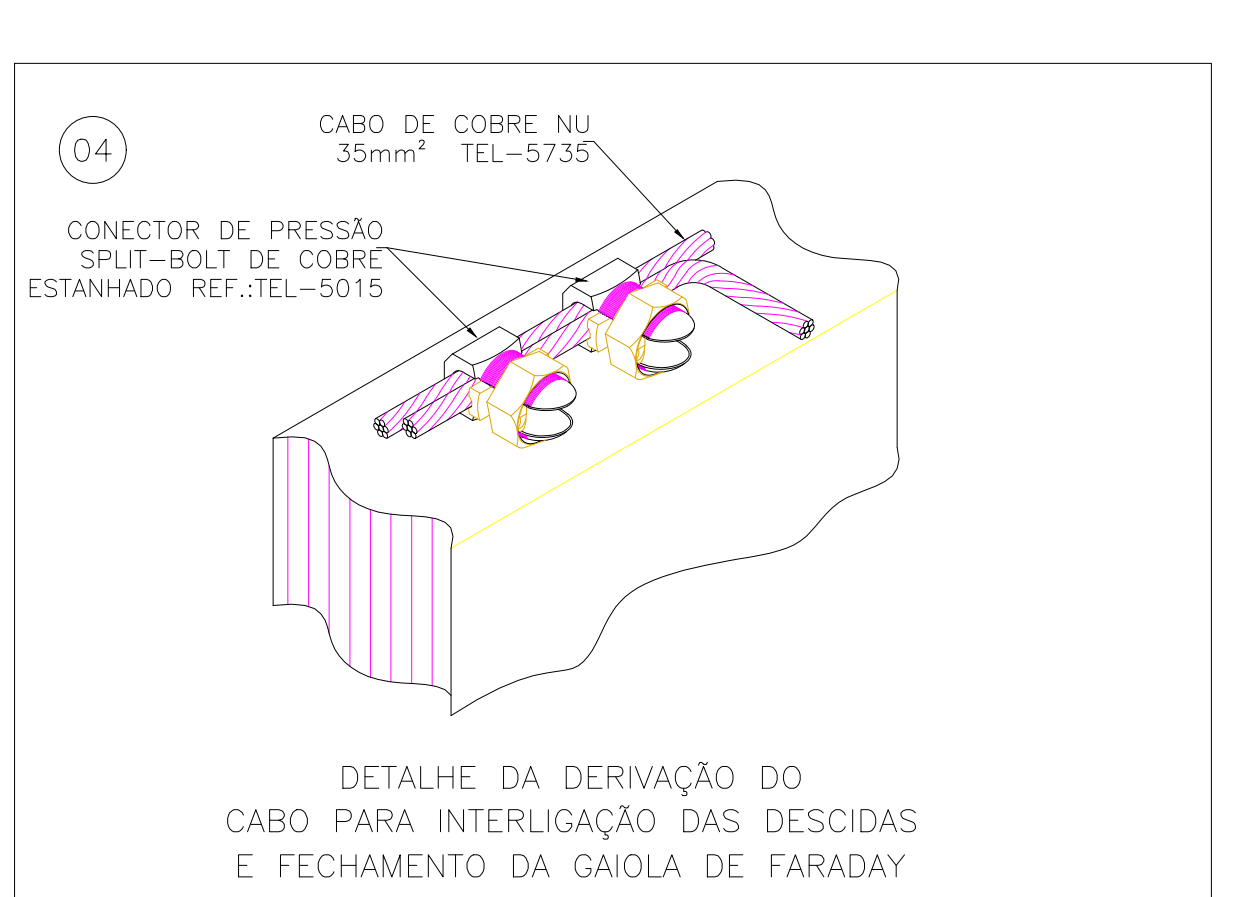 04
CABO DE COBRE NU
35mm² TEL-5735
CONECTOR DE PRESSÃO
SPLIT-BOLT DE COBRE
ESTANHADO REF.:TEL-5015
DETALHE DA DERIVAÇÃO DO
CABO PARA INTERLIGAÇÃO DAS DESCIDAS
E FECHAMENTO DA GAIOLA DE FARADAY